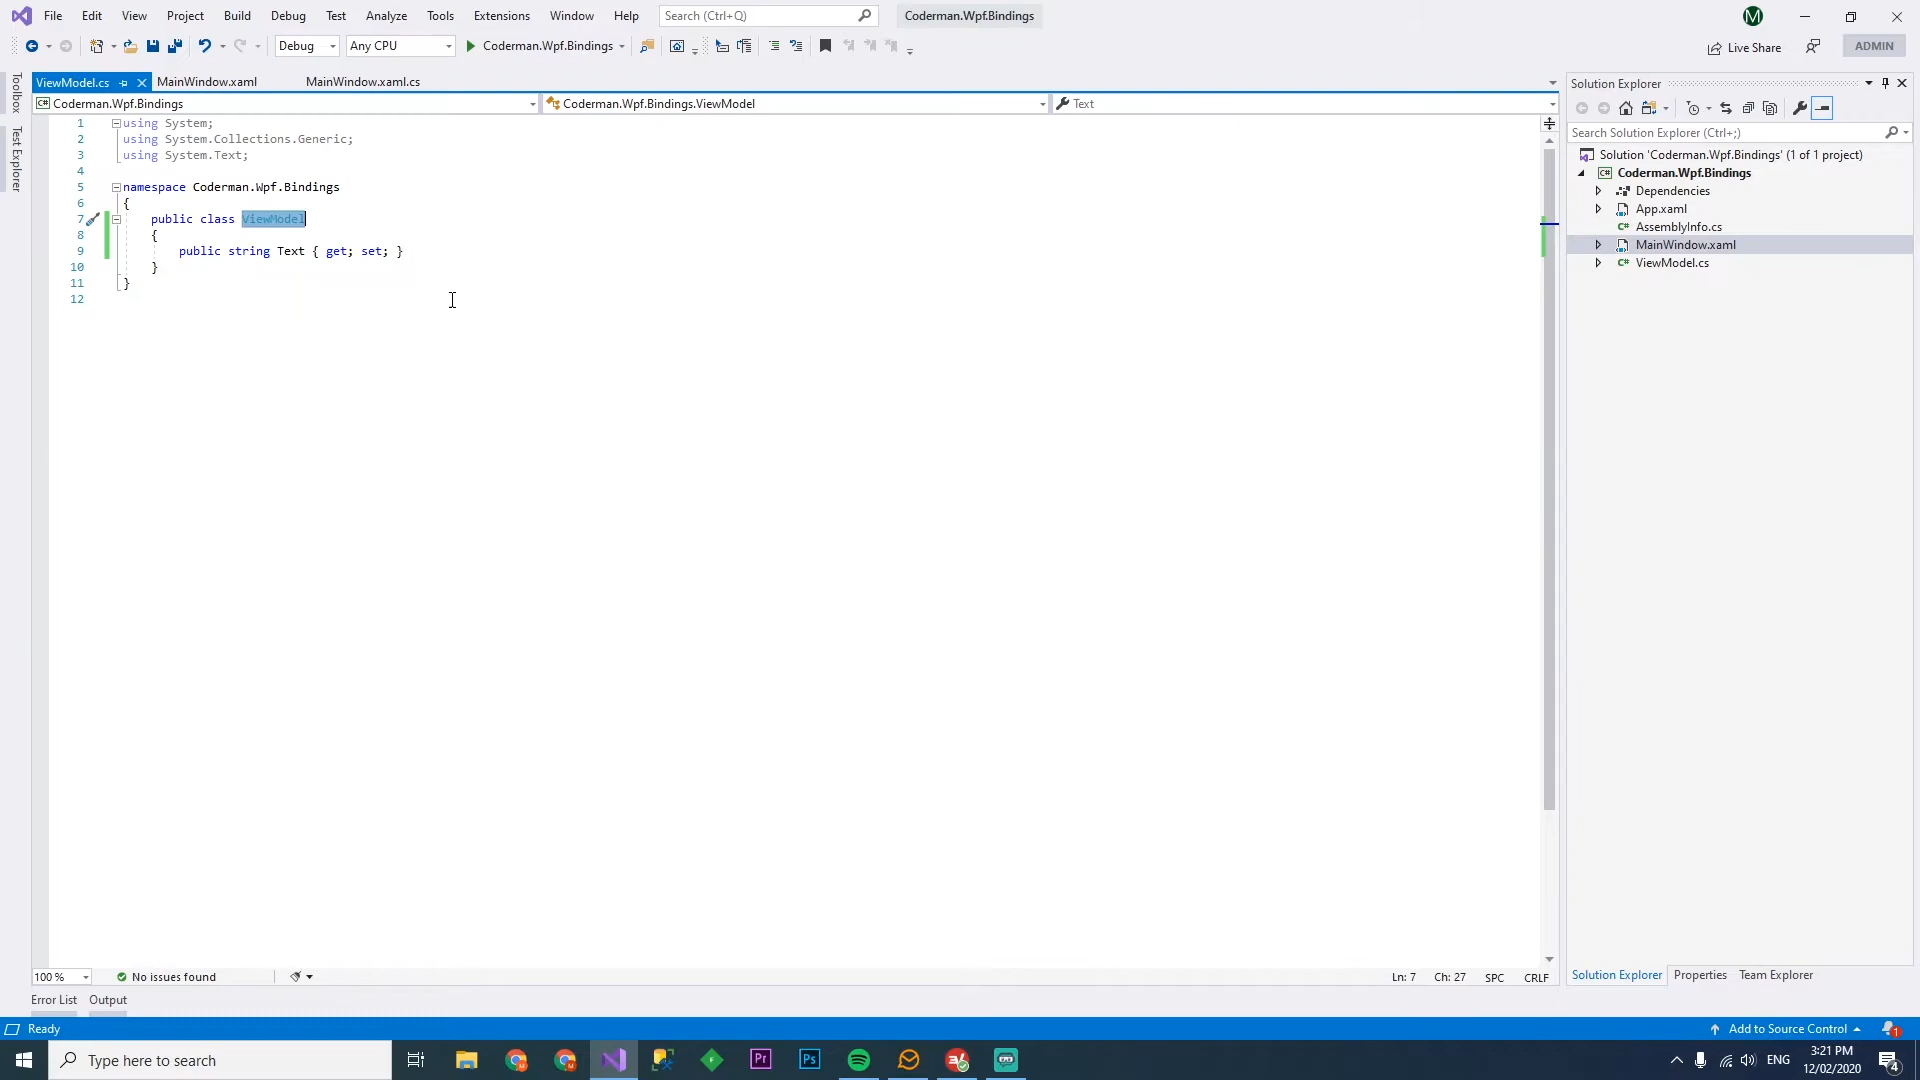 File Edit View Project Build Debug Test Analyze Tools Extensions Window Help Search (Ctrl+Q) Coderman.Wpf.Bindings M
Debug Any CPU Coderman.Wpf.Bindings Live Share ADMIN
Toolbox
Test Explorer
ViewModel.cs MainWindow.xaml MainWindow.xaml.cs
Coderman.Wpf.Bindings Coderman.Wpf.Bindings.ViewModel Text
1 using System;
2 using System.Collections.Generic;
3 using System.Text;
4
5 namespace Coderman.Wpf.Bindings
6 {
7 public class ViewModel
8 {
9 public string Text { get; set; }
10 }
11 }
12
100 % No issues found Ln: 7 Ch: 27 SPC CRLF
Solution Explorer
Search Solution Explorer (Ctrl+;)
Solution 'Coderman.Wpf.Bindings' (1 of 1 project)
Coderman.Wpf.Bindings
Dependencies
App.xaml
C# AssemblyInfo.cs
MainWindow.xaml
C# ViewModel.cs
Solution Explorer Properties Team Explorer
Error List Output
Ready Add to Source Control 1
Type here to search Pr Ps ENG 3:21 PM
12/02/2020 4